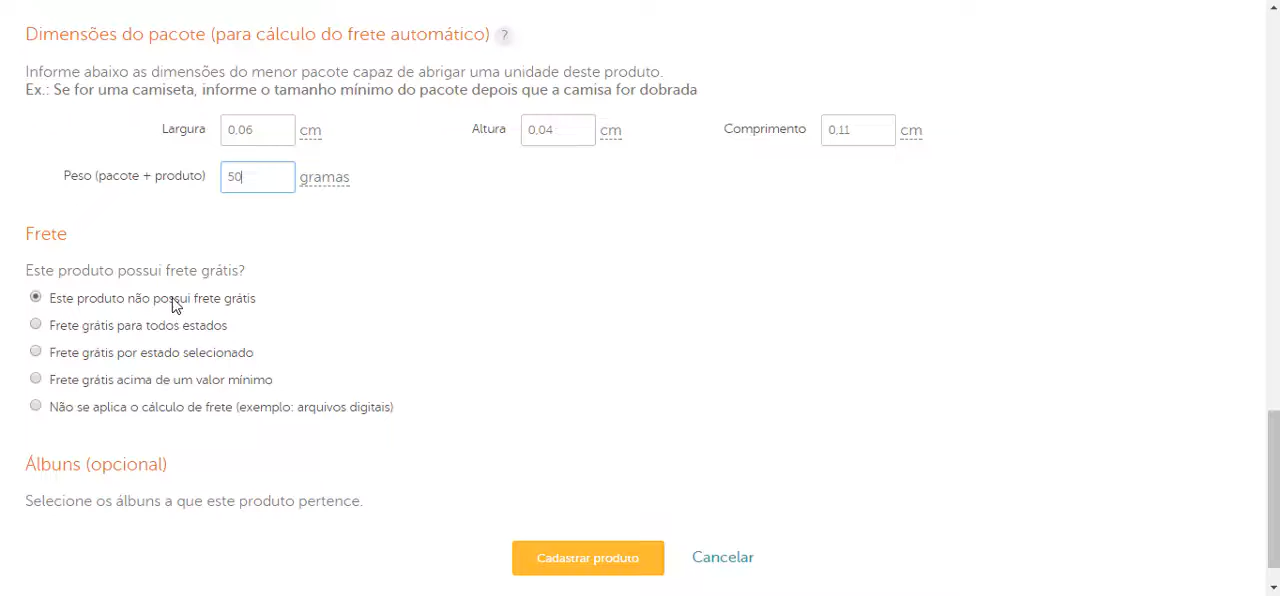 Dimensões do pacote (para cálculo do frete automático) ?
Informe abaixo as dimensões do menor pacote capaz de abrigar uma unidade deste produto.
Ex.: Se for uma camiseta, informe o tamanho mínimo do pacote depois que a camisa for dobrada
Largura 0,06 cm Altura 0,04 cm Comprimento 0,11 cm
Peso (pacote + produto) 50 gramas
Frete
Este produto possui frete grátis?
Este produto não possui frete grátis
Frete grátis para todos estados
Frete grátis por estado selecionado
Frete grátis acima de um valor mínimo
Não se aplica o cálculo de frete (exemplo: arquivos digitais)
Álbuns (opcional)
Selecione os álbuns a que este produto pertence.
Cadastrar produto Cancelar